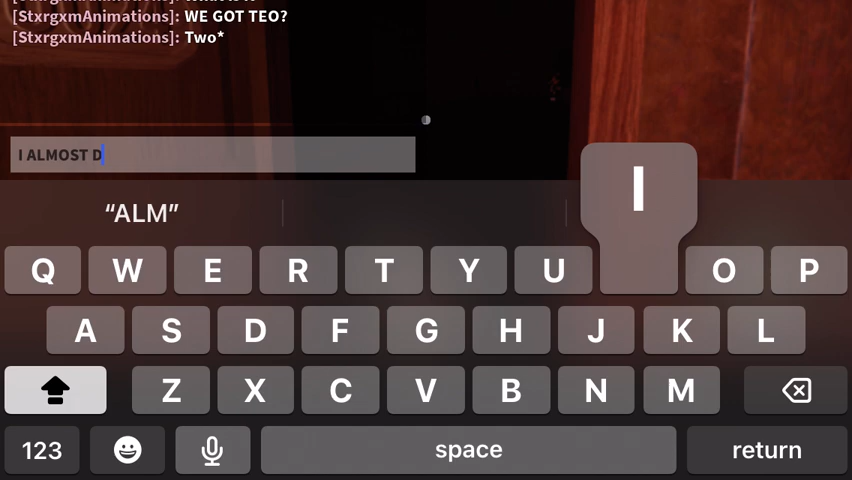 [StxrgxmAnimations]: WE GOT TEO?
[StxrgxmAnimations]: Two*
I ALMOST D
“ALM”
I
Q W E R T Y U O P
A S D F G H J K L
Z X C V B N M
123 space return